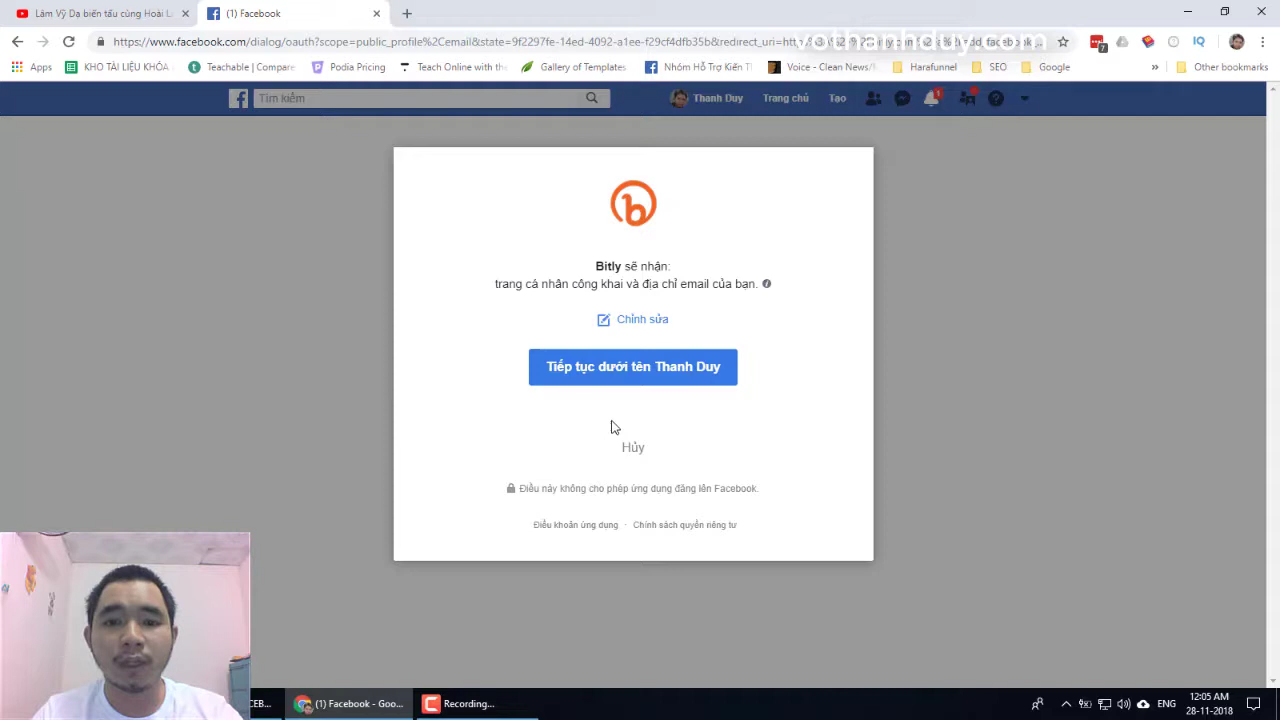 Lâm Vỹ Dạ biến tấu cùng Hoài L
(1) Facebook
https://www.facebook.com/dialog/oauth?scope=public_profile%2Cemail&state=9f2297fe-14ed-4092-a1ee-f29cf4dfb35b&redirect_uri=h
vothanhduy.com
Apps
KHO TÀI LIỆU KHÓA
Teachable | Compare
Podia Pricing
Teach Online with the
Gallery of Templates
Nhóm Hỗ Trợ Kiến T
Voice - Clean News/
Harafunnel
SEO
Google
Other bookmarks
Tìm kiếm
Thanh Duy
Trang chủ
Tạo
Bitly sẽ nhận:
trang cá nhân công khai và địa chỉ email của bạn.
Chỉnh sửa
Tiếp tục dưới tên Thanh Duy
Hủy
Điều này không cho phép ứng dụng đăng lên Facebook.
Điều khoản ứng dụng · Chính sách quyền riêng tư
(1) Facebook - Goo...
Recording...
ENG
12:05 AM
28-11-2018